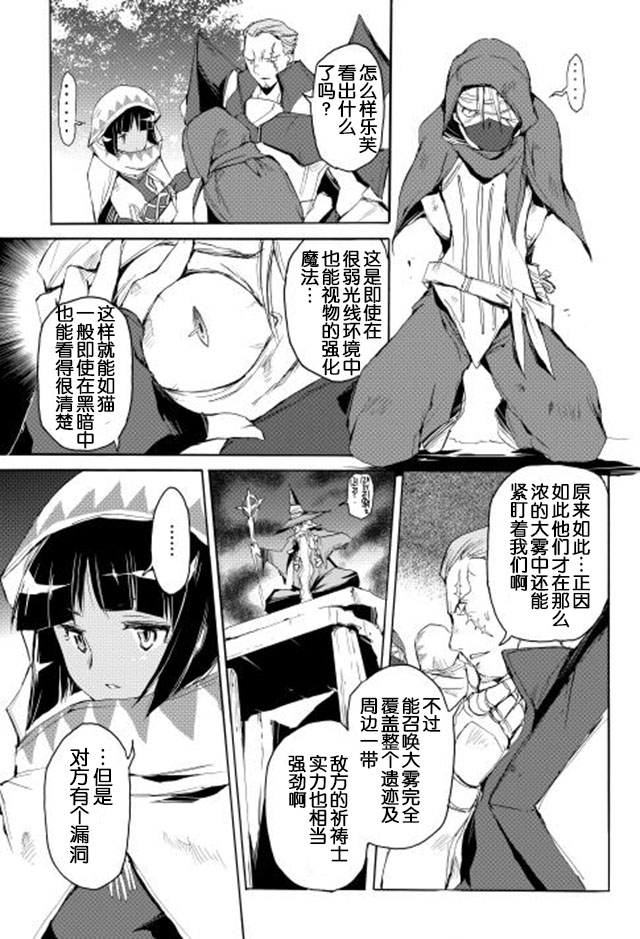 怎么样乐芙
看出什么
了吗？
……
……
这是即使在
很弱光线环境中
也能视物的强化
魔法…
这样就能如猫
一般即使在黑暗中
也能看得很清楚
原来如此…正因
如此他们才在那么
浓的大雾中还能
紧盯着我们啊
不过
能召唤大雾完全
覆盖整个遗迹及
周边一带
敌方的祈祷士
实力也相当
强劲啊
……
…但是
对方有个漏洞